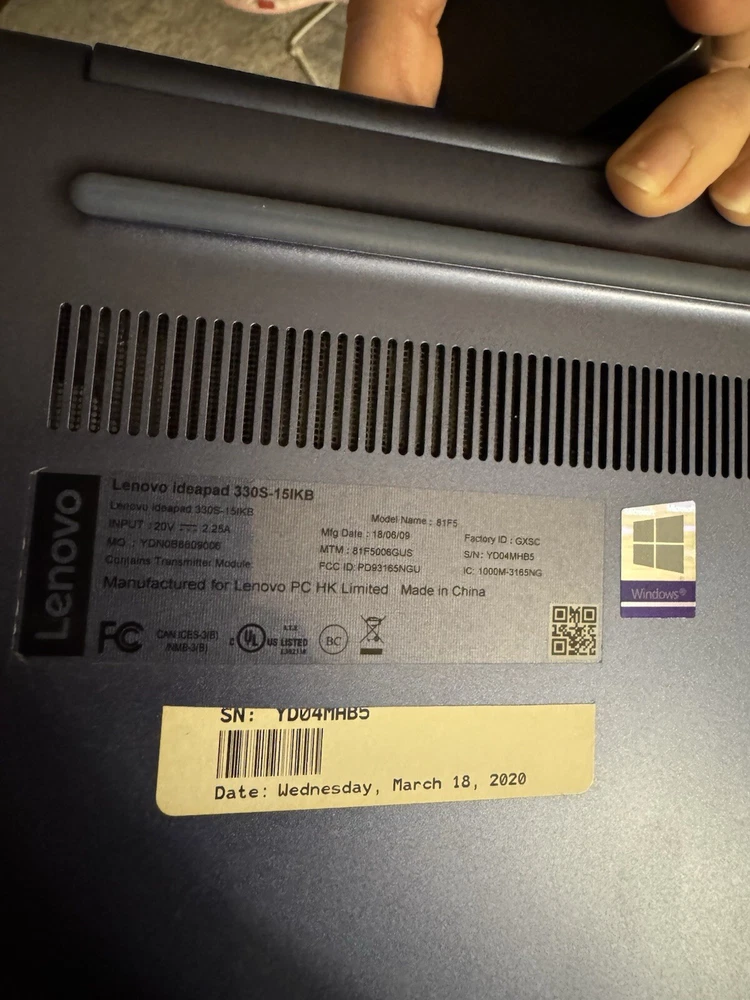 Lenovo
Lenovo ideapad 330S-15IKB
Lenovo ideapad 330S-15IKB
Model Name : 81F5
INPUT : 20V ⎓ 2.25A
Mfg Date : 18/06/09
Factory ID : GXSC
MO : YDN0B8809006
MTM : 81F5006GUS
S/N: YD04MHB5
Contains Transmitter Module
FCC ID: PD93165NGU
IC: 1000M-3165NG
Manufactured for Lenovo PC HK Limited Made in China
FC
CAN ICES-3(B)
/NMB-3(B)
c UL US LISTED
I.T.E.
BC
Windows®
SN: YD04MHB5
Date: Wednesday, March 18, 2020